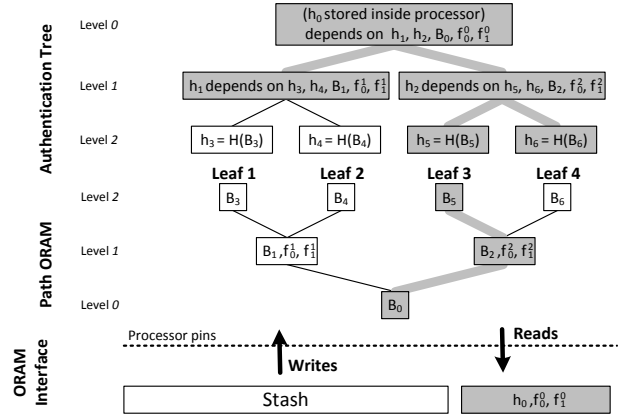 Authentication Tree
Path ORAM
ORAM Interface
Level 0
(h₀ stored inside processor)
depends on h₁, h₂, B₀, f₀⁰, f₁⁰
Level 1
h₁ depends on h₃, h₄, B₁, f₀¹, f₁¹
h₂ depends on h₅, h₆, B₂, f₀², f₁²
Level 2
h₃ = H(B₃)
h₄ = H(B₄)
h₅ = H(B₅)
h₆ = H(B₆)
Leaf 1
Leaf 2
Leaf 3
Leaf 4
Level 2
B₃
B₄
B₅
B₆
Level 1
B₁,f₀¹, f₁¹
B₂,f₀², f₁²
Level 0
B₀
Processor pins
Writes
Reads
Stash
h₀,f₀⁰, f₁⁰